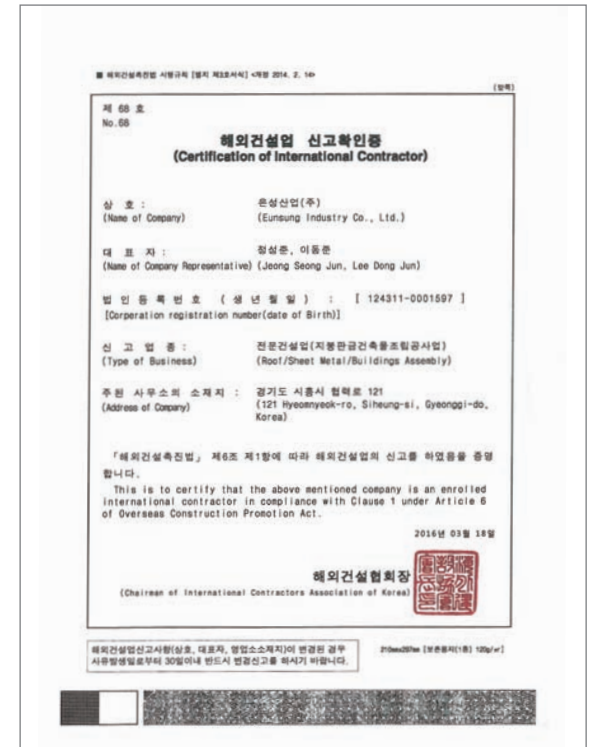 ■ 해외건설촉진법 시행규칙 [별지 제3호서식] <개정 2014. 2. 14>
(앞쪽)
제 68 호
No.68
해외건설업 신고확인증
(Certification of International Contractor)
상 호 : 은성산업(주)
(Name of Company) (Eunsung Industry Co., Ltd.)
대 표 자 : 정성준, 이동준
(Name of Company Representative) (Jeong Seong Jun, Lee Dong Jun)
법 인 등 록 번 호 ( 생 년 월 일 ) : [ 124311-0001597 ]
[Corperation registration number(date of Birth)]
신 고 업 종 : 전문건설업(지붕판금건축물조립공사업)
(Type of Business) (Roof/Sheet Metal/Buildings Assembly)
주된 사무소의 소재지 : 경기도 시흥시 협력로 121
(Address of Company) (121 Hyeomnyeok-ro, Siheung-si, Gyeonggi-do,
Korea)
「해외건설촉진법」 제6조 제1항에 따라 해외건설업의 신고를 하였음을 증명
합니다.
This is to certify that the above mentioned company is an enrolled
international contractor in compliance with Clause 1 under Article 6
of Overseas Construction Promotion Act.
2016년 03월 18일
해외건설협회장
(Chairman of International Contractors Association of Korea)
해외건설업신고사항(상호, 대표자, 영업소소재지)이 변경된 경우
사유발생일로부터 30일이내 반드시 변경신고를 하시기 바랍니다.
210mm×297mm [보존용지(1종) 120g/㎡]